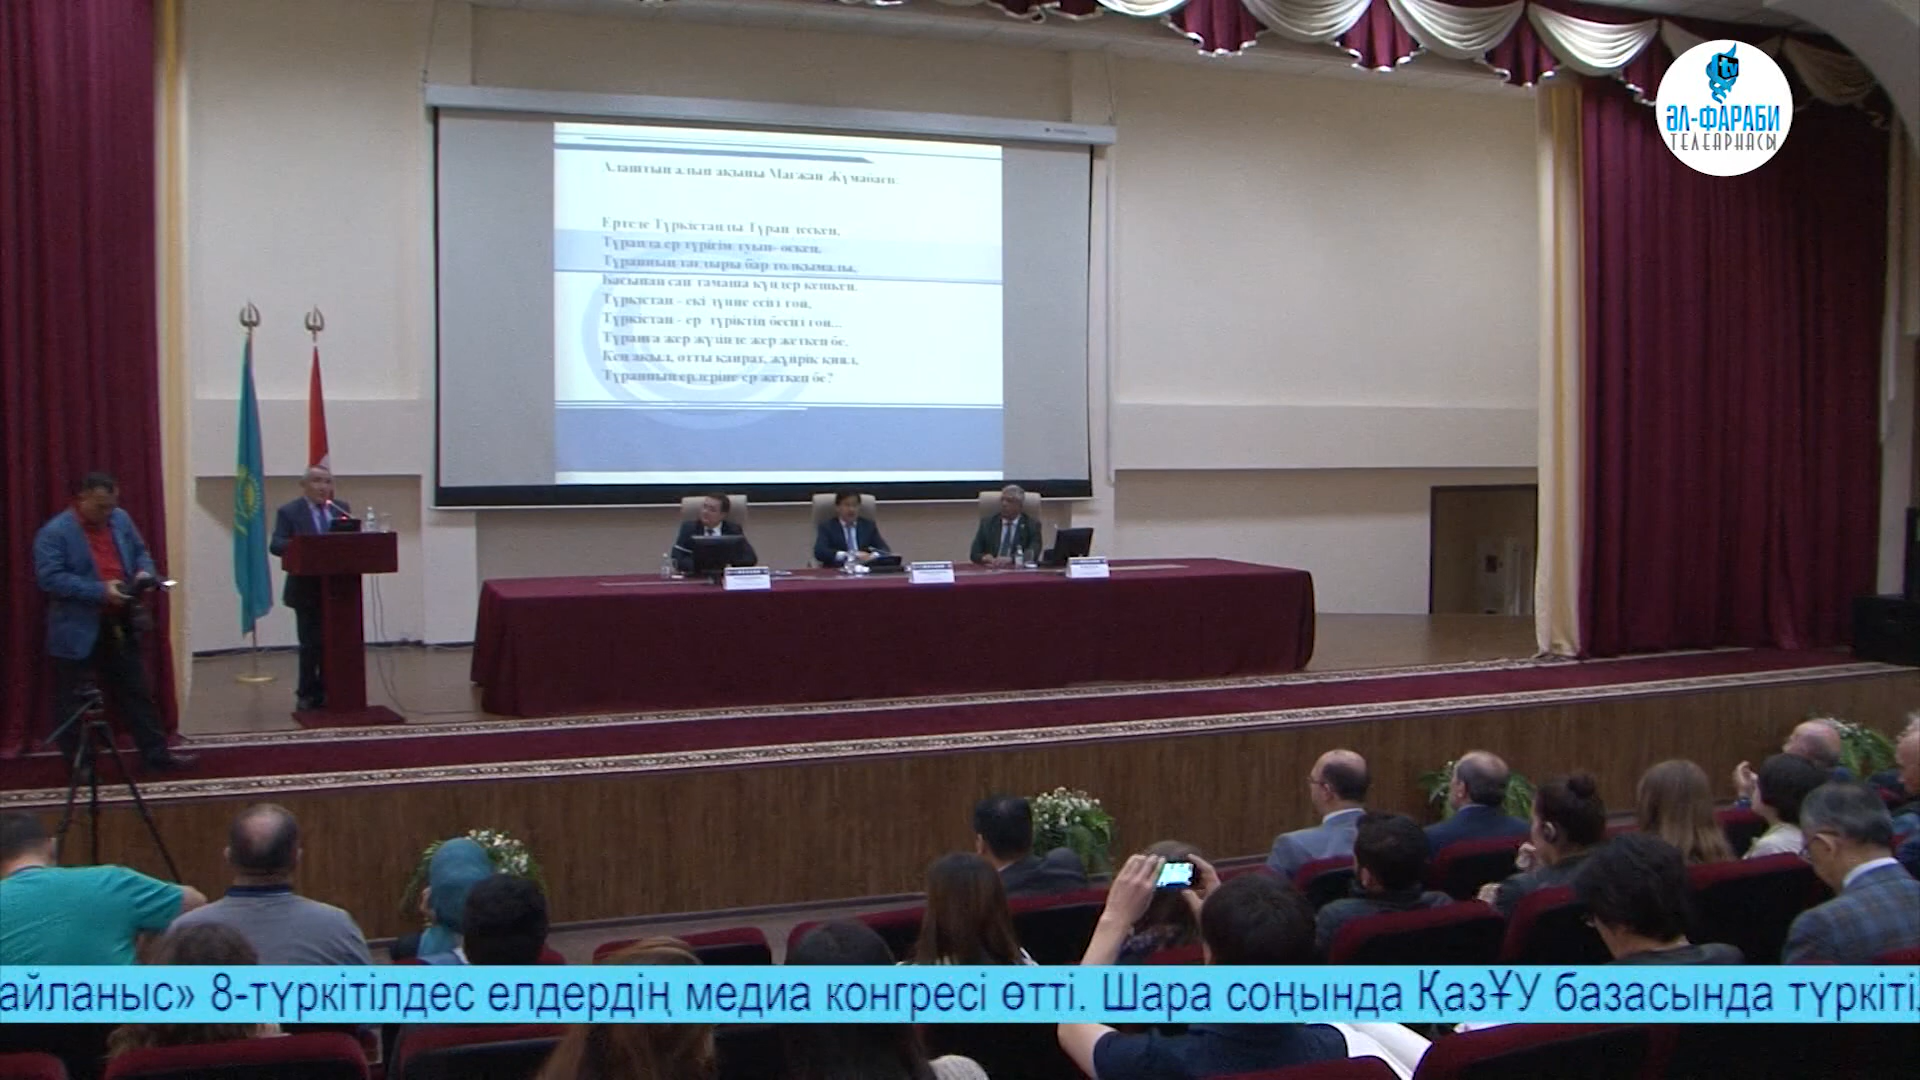 ӘЛ-ФАРАБИ
ТЕЛЕАРНАСЫ
Алаштың алып ақыны Мағжан Жұмабаев:
Ертеде Түркістанды Тұран дескен,
Тұранда ер түрігім туып- өскен,
Тұранның тағдыры бар толқымалы,
Басынан сан тамаша күндер кешкен.
Түркістан - екі дүние есігі ғой,
Түркістан - ер түріктің бесігі ғой...
Тұранға жер жүзінде жер жеткен бе,
Кең ақыл, отты қайрат, жүйрік қиял,
Тұранның ерлеріне ер жеткен бе?
айланыс» 8-түркітілдес елдердің медиа конгресі өтті. Шара соңында ҚазҰУ базасында түркітіл